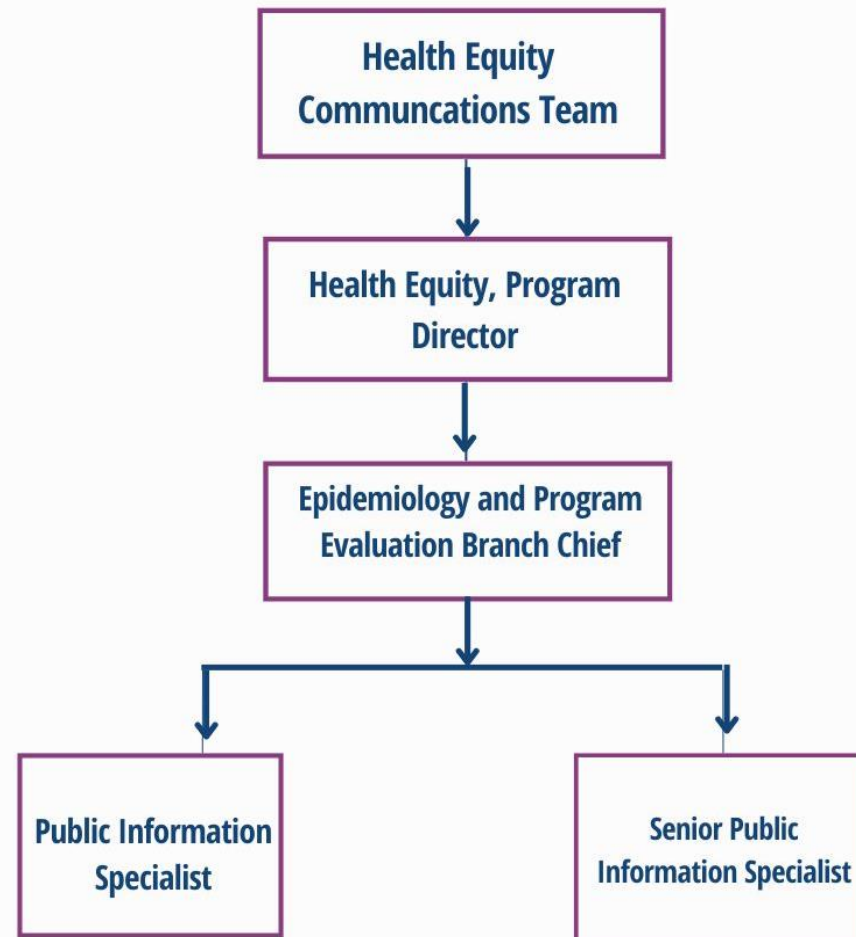 Health Equity
Communcations Team
Health Equity, Program
Director
Epidemiology and Program
Evaluation Branch Chief
Public Information
Specialist
Senior Public
Information Specialist